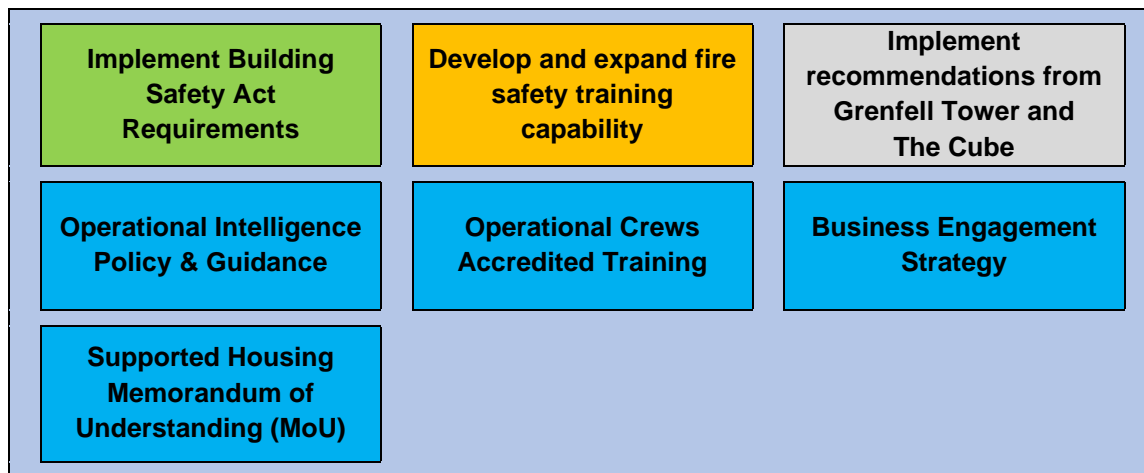 Implement Building
Safety Act
Requirements
Develop and expand fire
safety training
capability
Implement
recommendations from
Grenfell Tower and
The Cube
Operational Intelligence
Policy & Guidance
Operational Crews
Accredited Training
Business Engagement
Strategy
Supported Housing
Memorandum of
Understanding (MoU)